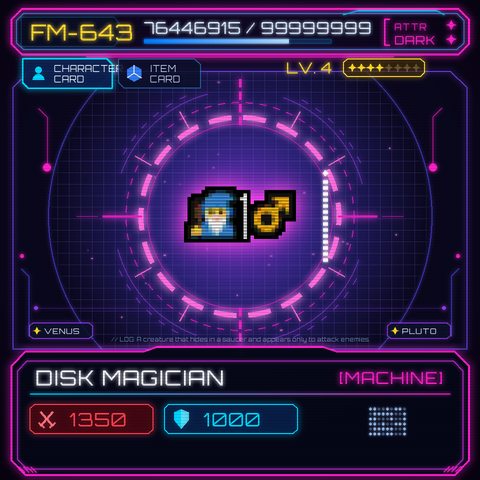 FM-643
76446915 / 99999999
ATTR
DARK
CHARACTER
CARD
ITEM
CARD
LV. 4
VENUS
PLUTO
// LOG: A creature that hides in a saucer and appears only to attack enemies.
DISK MAGICIAN
[MACHINE]
1350
1000